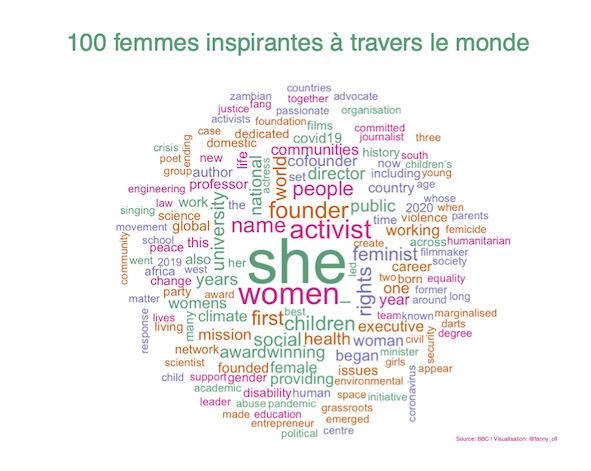 100 femmes inspirantes à travers le monde
countries
zambian together advocate
justice fang passionate organisation
activists foundation films committed
case dedicated covid19 journalist three
crisis ending domestic communities history south
poet new life national actress world cofounder now children's
group author set director including young
engineering professor people country age
law work the founder public 2020 when whose
singing science university name activist time violence parents
movement global working femicide
school peace this create across humanitarian
community went 2019 also her she led feminist filmmaker society
africa west career
change years two born equality
matter party award women rights one former
womens year around long
response lives many climate first best children team known marginalised
living mission social health executive darts
network awardwinning began woman civil degree
scientist founded female minister security
child support gender providing issues girls appear
academic disability human environmental
leader abuse pandemic space initiative coronavirus
made education grassroots
entrepreneur emerged
political centre
Source: BBC I Visualisation: @fanny_oll